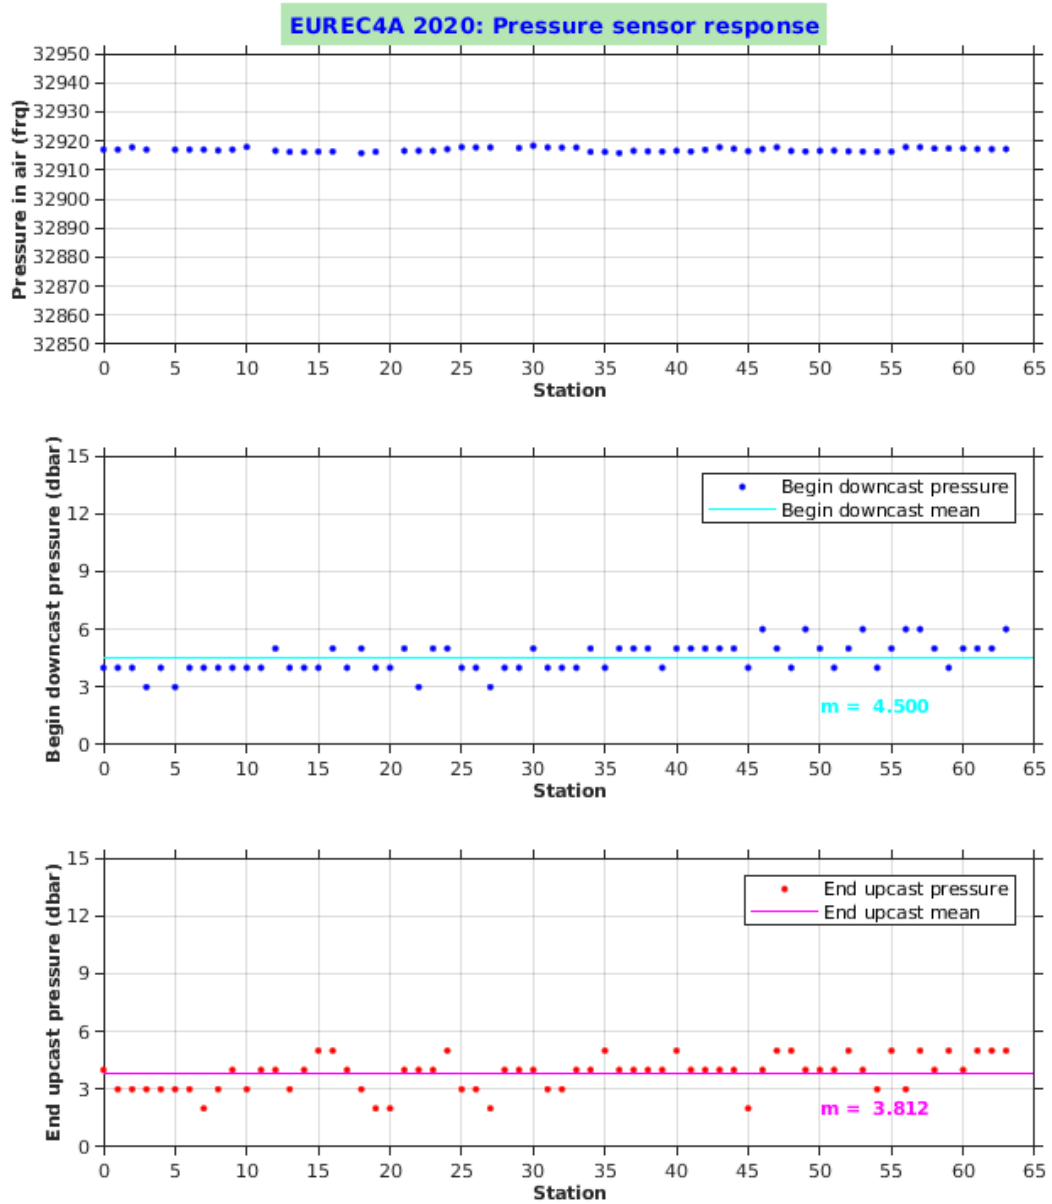 EUREC4A 2020: Pressure sensor response
Pressure in air (frq)
32950
32940
32930
32920
32910
32900
32890
32880
32870
32860
32850
0 5 10 15 20 25 30 35 40 45 50 55 60 65
Station
Begin downcast pressure (dbar)
15
12
9
6
3
0
Begin downcast pressure
Begin downcast mean
m = 4.500
0 5 10 15 20 25 30 35 40 45 50 55 60 65
Station
End upcast pressure (dbar)
15
12
9
6
3
0
End upcast pressure
End upcast mean
m = 3.812
0 5 10 15 20 25 30 35 40 45 50 55 60 65
Station